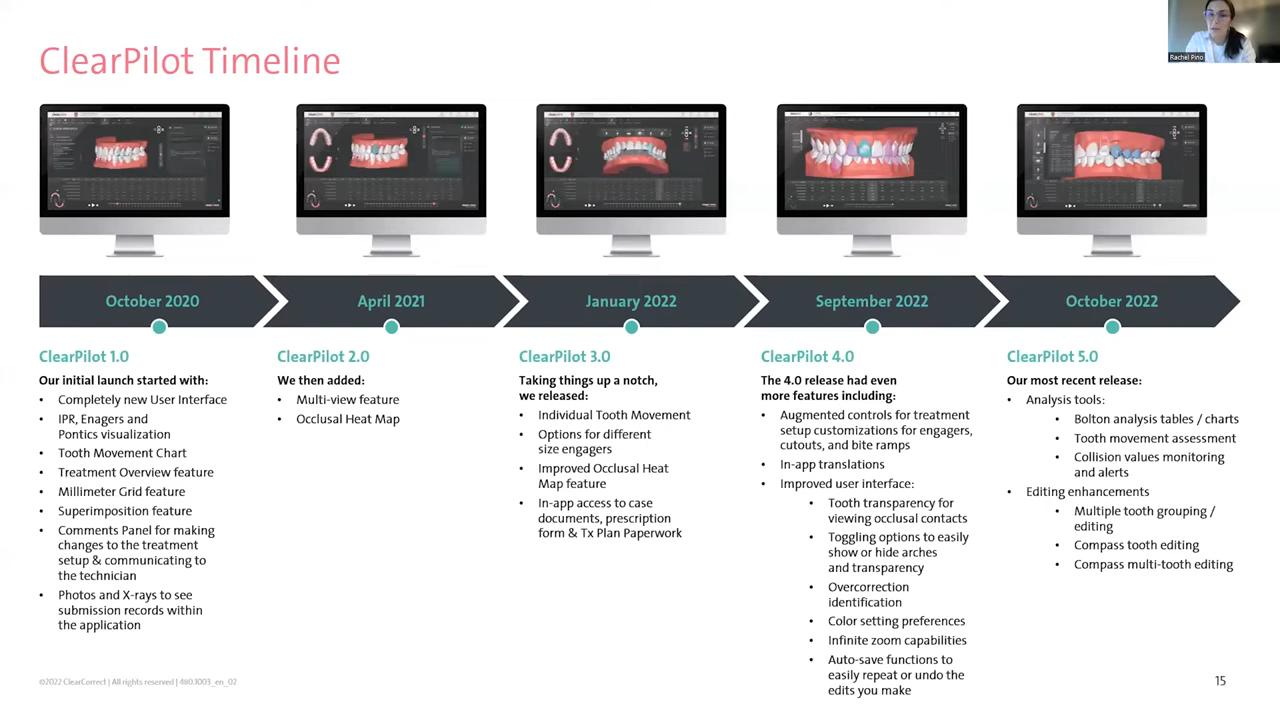 ClearPilot Timeline
Rachel Pino
October 2020
April 2021
January 2022
September 2022
October 2022
ClearPilot 1.0
Our initial launch started with:
• Completely new User Interface
• IPR, Enagers and
Pontics visualization
• Tooth Movement Chart
• Treatment Overview feature
• Millimeter Grid feature
• Superimposition feature
• Comments Panel for making
changes to the treatment
setup & communicating to
the technician
• Photos and X-rays to see
submission records within
the application
ClearPilot 2.0
We then added:
• Multi-view feature
• Occlusal Heat Map
ClearPilot 3.0
Taking things up a notch,
we released:
• Individual Tooth Movement
• Options for different
size engagers
• Improved Occlusal Heat
Map feature
• In-app access to case
documents, prescription
form & Tx Plan Paperwork
ClearPilot 4.0
The 4.0 release had even
more features including:
• Augmented controls for treatment
setup customizations for engagers,
cutouts, and bite ramps
• In-app translations
• Improved user interface:
• Tooth transparency for
viewing occlusal contacts
• Toggling options to easily
show or hide arches
and transparency
• Overcorrection
identification
• Color setting preferences
• Infinite zoom capabilities
• Auto-save functions to
easily repeat or undo the
edits you make
ClearPilot 5.0
Our most recent release:
• Analysis tools:
• Bolton analysis tables / charts
• Tooth movement assessment
• Collision values monitoring
and alerts
• Editing enhancements
• Multiple tooth grouping /
editing
• Compass tooth editing
• Compass multi-tooth editing
©2022 ClearCorrect | All rights reserved | 480.1003_en_02
15